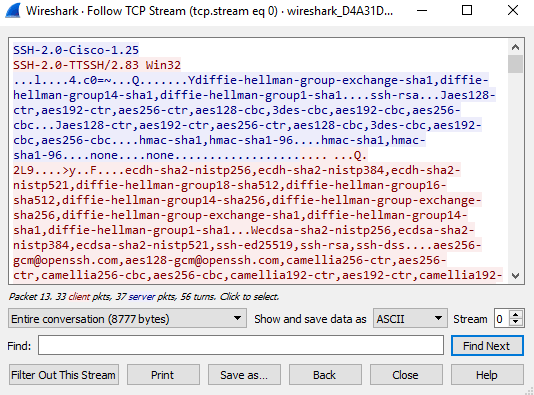 Wireshark · Follow TCP Stream (tcp.stream eq 0) · wireshark_D4A31D...
SSH-2.0-Cisco-1.25
SSH-2.0-TTSSH/2.83 Win32
...l....4.c0=~...Q.......Ydiffie-hellman-group-exchange-sha1,diffie-
hellman-group14-sha1,diffie-hellman-group1-sha1....ssh-rsa...Jaes128-
ctr,aes192-ctr,aes256-ctr,aes128-cbc,3des-cbc,aes192-cbc,aes256-
cbc...Jaes128-ctr,aes192-ctr,aes256-ctr,aes128-cbc,3des-cbc,aes192-
cbc,aes256-cbc....hmac-sha1,hmac-sha1-96....hmac-sha1,hmac-
sha1-96....none....none...................... ...Q.
2L9....>y..F....ecdh-sha2-nistp256,ecdh-sha2-nistp384,ecdh-sha2-
nistp521,diffie-hellman-group18-sha512,diffie-hellman-group16-
sha512,diffie-hellman-group14-sha256,diffie-hellman-group-exchange-
sha256,diffie-hellman-group-exchange-sha1,diffie-hellman-group14-
sha1,diffie-hellman-group1-sha1...Wecdsa-sha2-nistp256,ecdsa-sha2-
nistp384,ecdsa-sha2-nistp521,ssh-ed25519,ssh-rsa,ssh-dss....aes256-
gcm@openssh.com,aes128-gcm@openssh.com,camellia256-ctr,aes256-
ctr,camellia256-cbc,aes256-cbc,camellia192-ctr,aes192-ctr,camellia192-
Packet 13. 33 client pkts, 37 server pkts, 56 turns. Click to select.
Entire conversation (8777 bytes) Show and save data as ASCII Stream 0
Find: Find Next
Filter Out This Stream Print Save as... Back Close Help